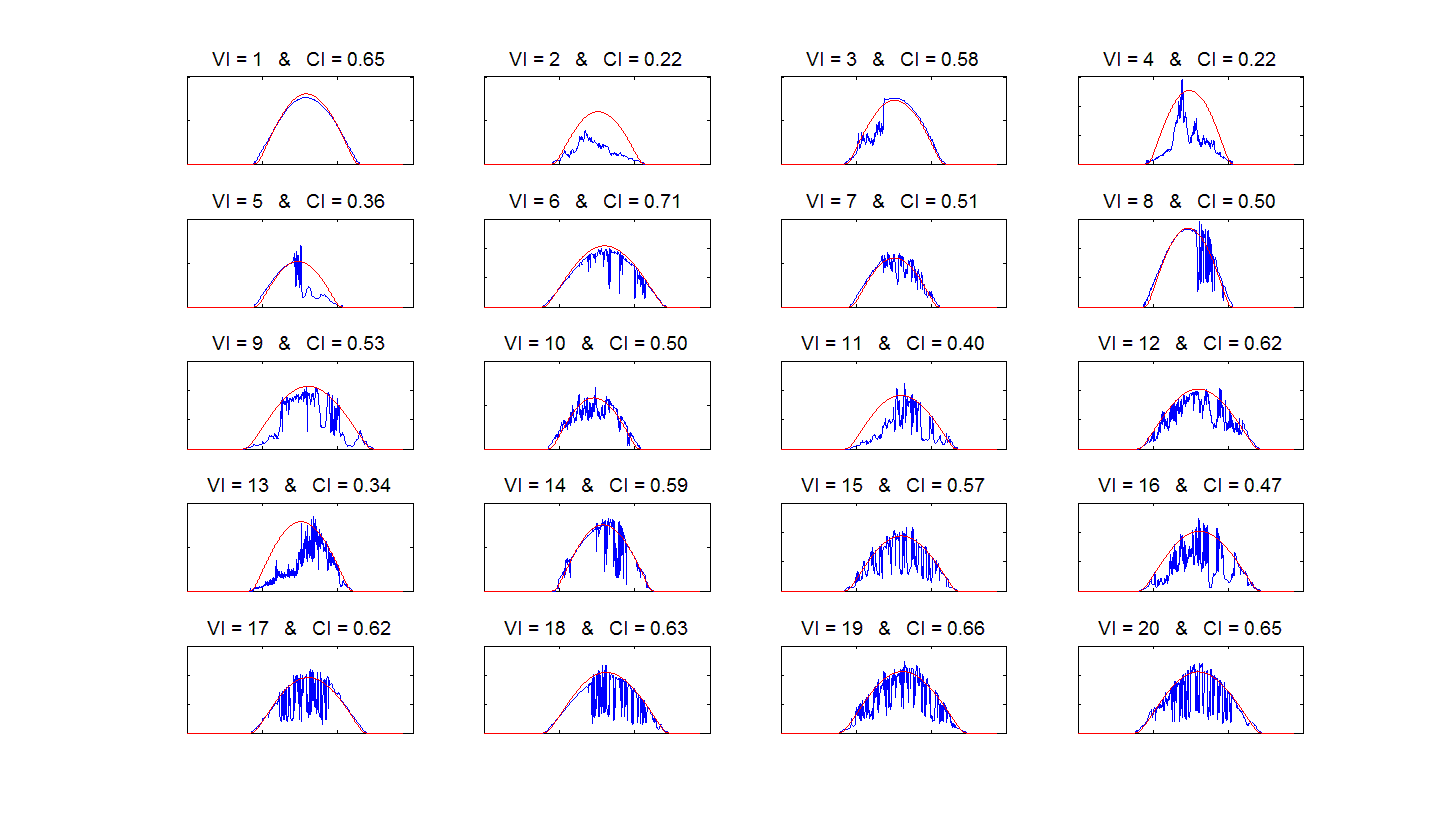 VI = 1 & CI = 0.65
VI = 2 & CI = 0.22
VI = 3 & CI = 0.58
VI = 4 & CI = 0.22
VI = 5 & CI = 0.36
VI = 6 & CI = 0.71
VI = 7 & CI = 0.51
VI = 8 & CI = 0.50
VI = 9 & CI = 0.53
VI = 10 & CI = 0.50
VI = 11 & CI = 0.40
VI = 12 & CI = 0.62
VI = 13 & CI = 0.34
VI = 14 & CI = 0.59
VI = 15 & CI = 0.57
VI = 16 & CI = 0.47
VI = 17 & CI = 0.62
VI = 18 & CI = 0.63
VI = 19 & CI = 0.66
VI = 20 & CI = 0.65